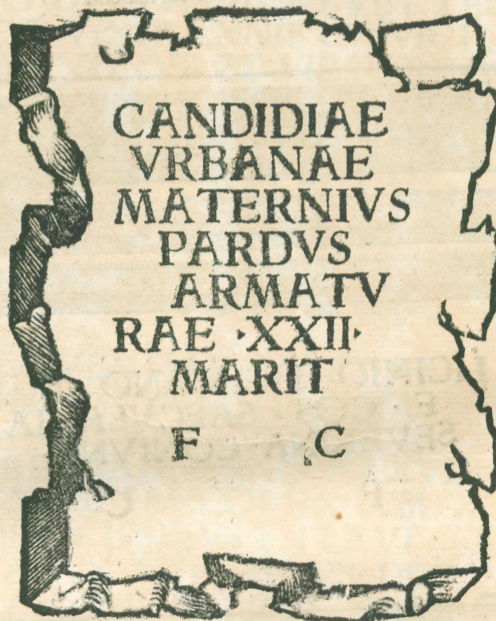 CANDIDIAE
VRBANAE
MATERNIVS
PARDVS
ARMATV
RAE ·XXII·
MARIT
F C